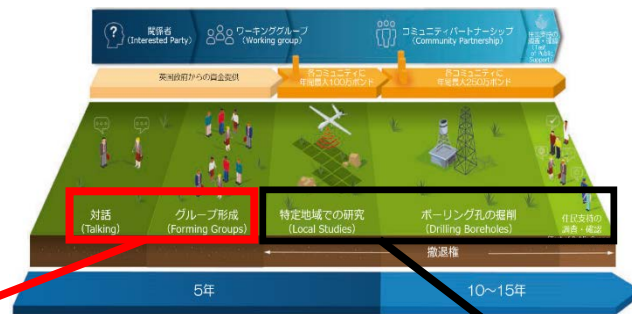 関係者
(Interested Party)
ワーキンググループ
(Working group)
コミュニティパートナーシップ
(Community Partnership)
of Public
Support)
英国政府からの資金提供
各コミュニティに
年間最大100万ポンド
各コミュニティに
年間最大250万ポンド
対話
(Talking)
グループ形成
(Forming Groups)
特定地域での研究
(Local Studies)
ボーリング孔の掘削
(Drilling Boreholes)
住民支持の
調査・確認
撤退権
5年
10～15年